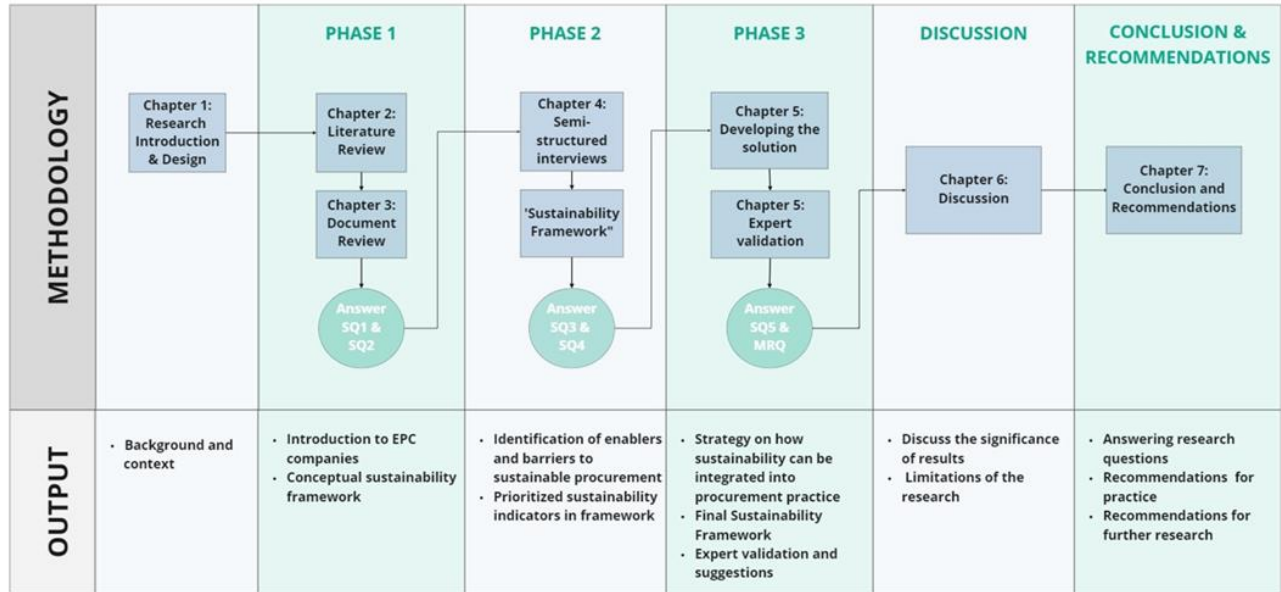 PHASE 1
PHASE 2
PHASE 3
DISCUSSION
CONCLUSION &
RECOMMENDATIONS
METHODOLOGY
Chapter 1:
Research
Introduction
& Design
Chapter 2:
Literature
Review
Chapter 3:
Document
Review
Answer
SQ1 &
SQ2
Chapter 4:
Semi-
structured
interviews
'Sustainability
Framework"
Answer
SQ3 &
SQ4
Chapter 5:
Developing the
solution
Chapter 5:
Expert
validation
Answer
SQ5 &
MRQ
Chapter 6:
Discussion
Chapter 7:
Conclusion and
Recommendations
OUTPUT
• Background and
context
• Introduction to EPC
companies
• Conceptual sustainability
framework
• Identification of enablers
and barriers to
sustainable procurement
• Prioritized sustainability
indicators in framework
• Strategy on how
sustainability can be
integrated into
procurement practice
• Final Sustainability
Framework
• Expert validation and
suggestions
• Discuss the significance
of results
• Limitations of the
research
• Answering research
questions
• Recommendations for
practice
• Recommendations for
further research